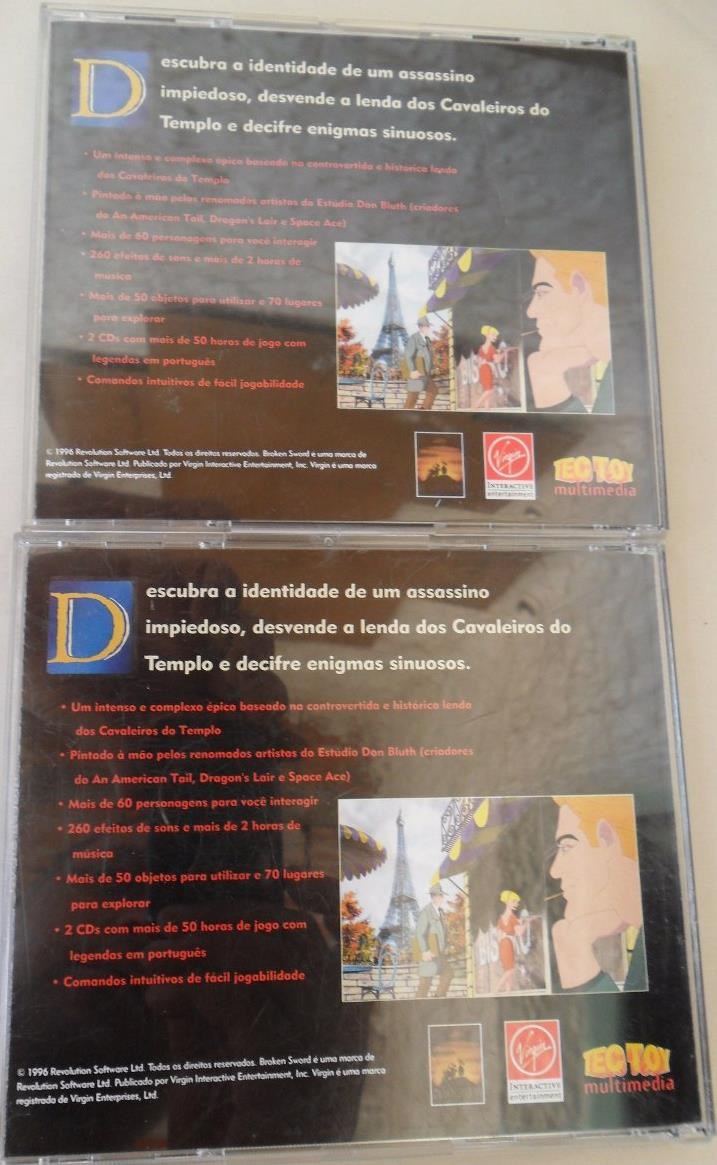 Descubra a identidade de um assassino
impiedoso, desvende a lenda dos Cavaleiros do
Templo e decifre enigmas sinuosos.
• Um intenso e complexo épico baseado na controvertida e histórica lenda
dos Cavaleiros do Templo
• Pintado à mão pelos renomados artistas do Estúdio Don Bluth (criadores
do An American Tail, Dragon's Lair e Space Ace)
• Mais de 60 personagens para você interagir
• 260 efeitos de sons e mais de 2 horas de
música
• Mais de 50 objetos para utilizar e 70 lugares
para explorar
• 2 CDs com mais de 50 horas de jogo com
legendas em português
• Comandos intuitivos de fácil jogabilidade
© 1996 Revolution Software Ltd. Todos os direitos reservados. Broken Sword é uma marca de
Revolution Software Ltd. Publicado por Virgin Interactive Entertainment, Inc. Virgin é uma marca
registrada de Virgin Enterprises, Ltd.
Virgin
INTERACTIVE
entertainment
TEC TOY
multimedia
Descubra a identidade de um assassino
impiedoso, desvende a lenda dos Cavaleiros do
Templo e decifre enigmas sinuosos.
• Um intenso e complexo épico baseado na controvertida e histórica lenda
dos Cavaleiros do Templo
• Pintado à mão pelos renomados artistas do Estúdio Don Bluth (criadores
do An American Tail, Dragon's Lair e Space Ace)
• Mais de 60 personagens para você interagir
• 260 efeitos de sons e mais de 2 horas de
música
• Mais de 50 objetos para utilizar e 70 lugares
para explorar
• 2 CDs com mais de 50 horas de jogo com
legendas em português
• Comandos intuitivos de fácil jogabilidade
© 1996 Revolution Software Ltd. Todos os direitos reservados. Broken Sword é uma marca de
Revolution Software Ltd. Publicado por Virgin Interactive Entertainment, Inc. Virgin é uma marca
registrada de Virgin Enterprises, Ltd.
Virgin
INTERACTIVE
entertainment
TEC TOY
multimedia